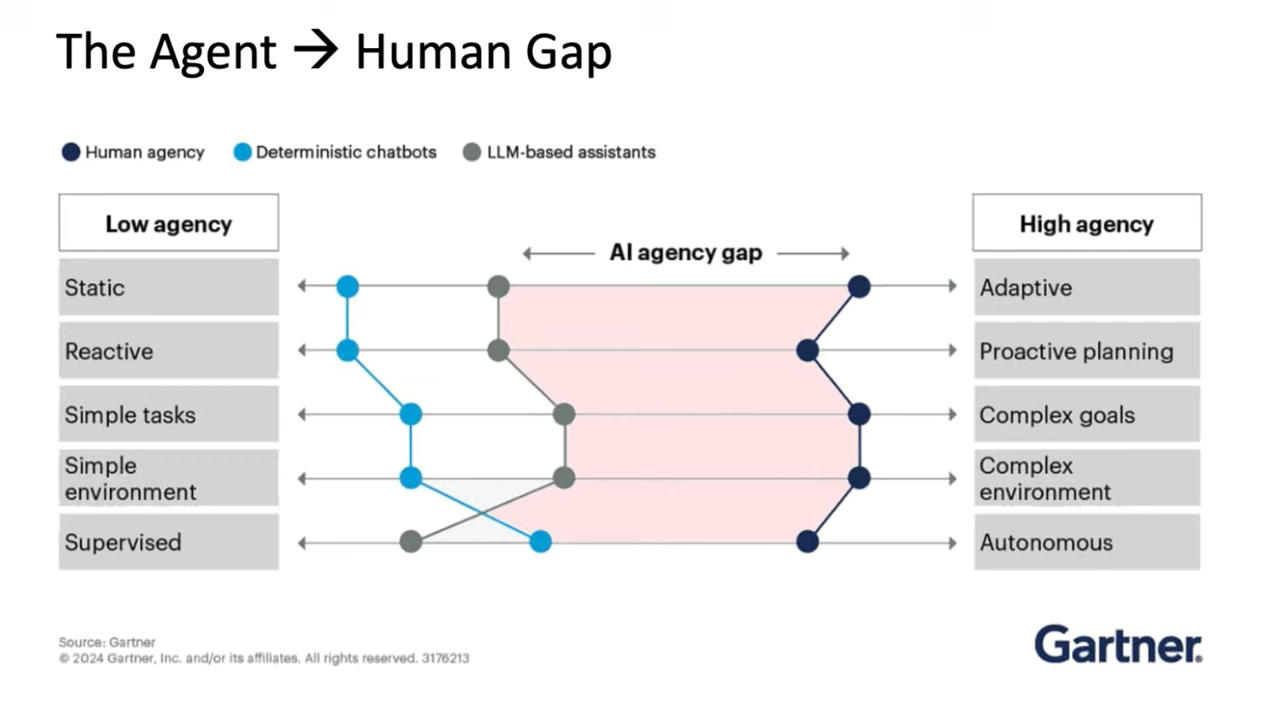 The Agent → Human Gap
Human agency
Deterministic chatbots
LLM-based assistants
Low agency
High agency
AI agency gap
Static
Adaptive
Reactive
Proactive planning
Simple tasks
Complex goals
Simple
environment
Complex
environment
Supervised
Autonomous
Source: Gartner
© 2024 Gartner, Inc. and/or its affiliates. All rights reserved. 3176213
Gartner®